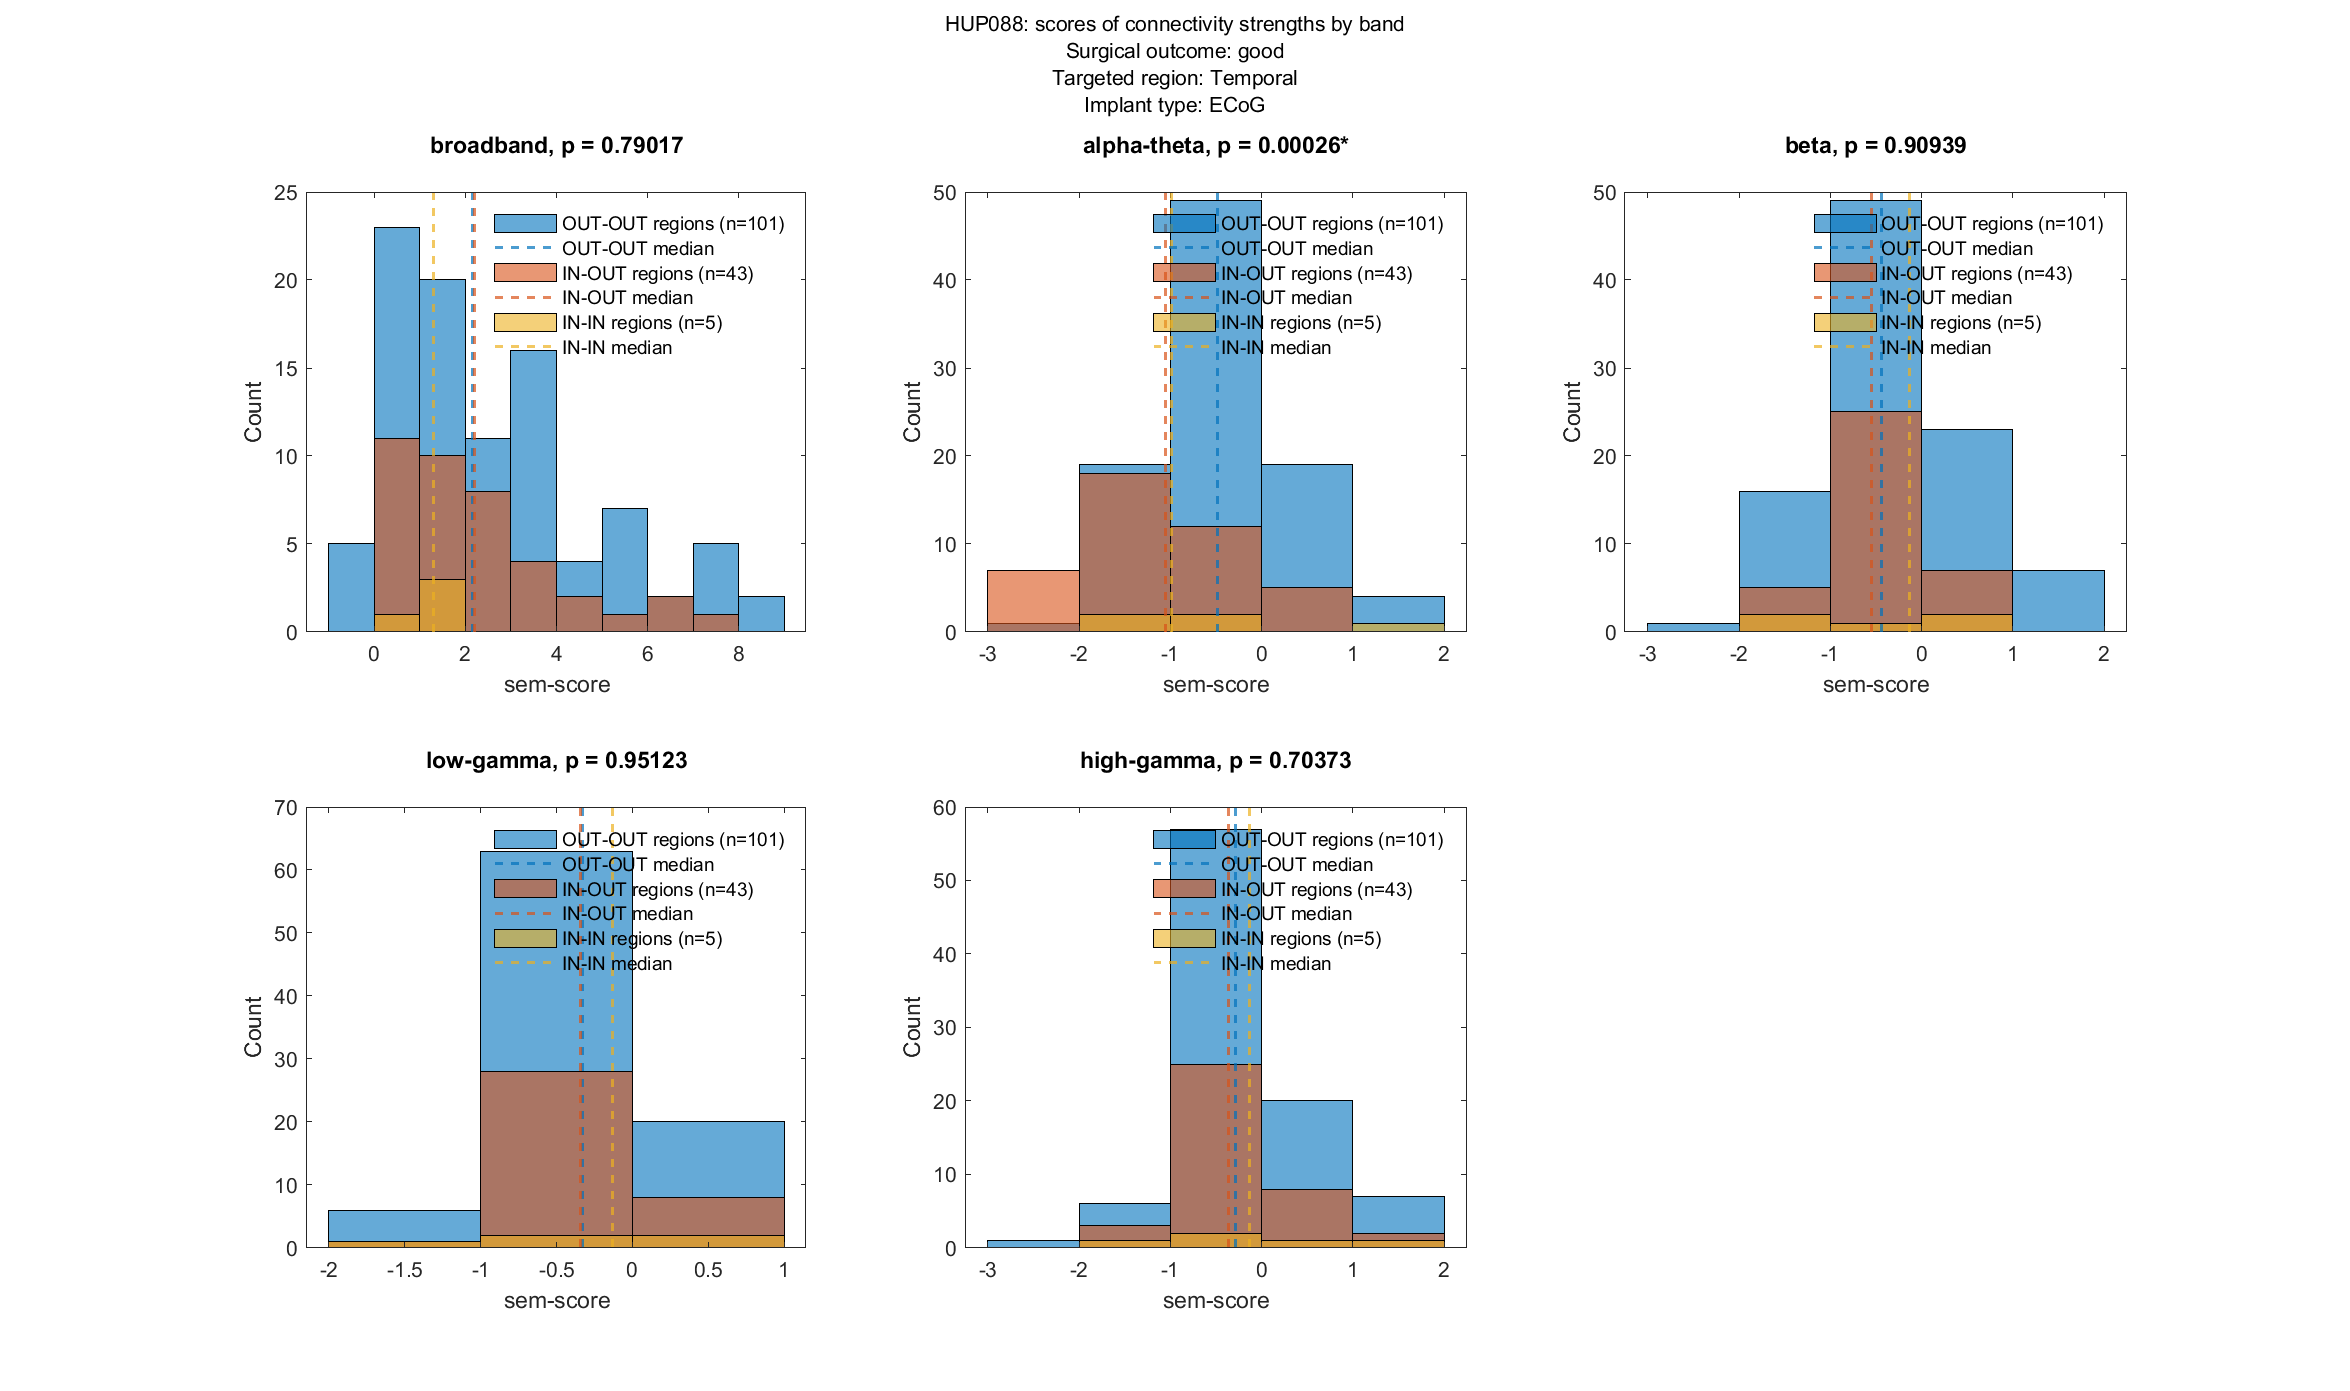 HUP088: scores of connectivity strengths by band
Surgical outcome: good
Targeted region: Temporal
Implant type: ECoG
broadband, p = 0.79017
25
20
15
10
5
0
Count
0 2 4 6 8
sem-score
OUT-OUT regions (n=101)
OUT-OUT median
IN-OUT regions (n=43)
IN-OUT median
IN-IN regions (n=5)
IN-IN median
alpha-theta, p = 0.00026*
50
40
30
20
10
0
Count
-3 -2 -1 0 1 2
sem-score
OUT-OUT regions (n=101)
OUT-OUT median
IN-OUT regions (n=43)
IN-OUT median
IN-IN regions (n=5)
IN-IN median
beta, p = 0.90939
50
40
30
20
10
0
Count
-3 -2 -1 0 1 2
sem-score
OUT-OUT regions (n=101)
OUT-OUT median
IN-OUT regions (n=43)
IN-OUT median
IN-IN regions (n=5)
IN-IN median
low-gamma, p = 0.95123
70
60
50
40
30
20
10
0
Count
-2 -1.5 -1 -0.5 0 0.5 1
sem-score
OUT-OUT regions (n=101)
OUT-OUT median
IN-OUT regions (n=43)
IN-OUT median
IN-IN regions (n=5)
IN-IN median
high-gamma, p = 0.70373
60
50
40
30
20
10
0
Count
-3 -2 -1 0 1 2
sem-score
OUT-OUT regions (n=101)
OUT-OUT median
IN-OUT regions (n=43)
IN-OUT median
IN-IN regions (n=5)
IN-IN median